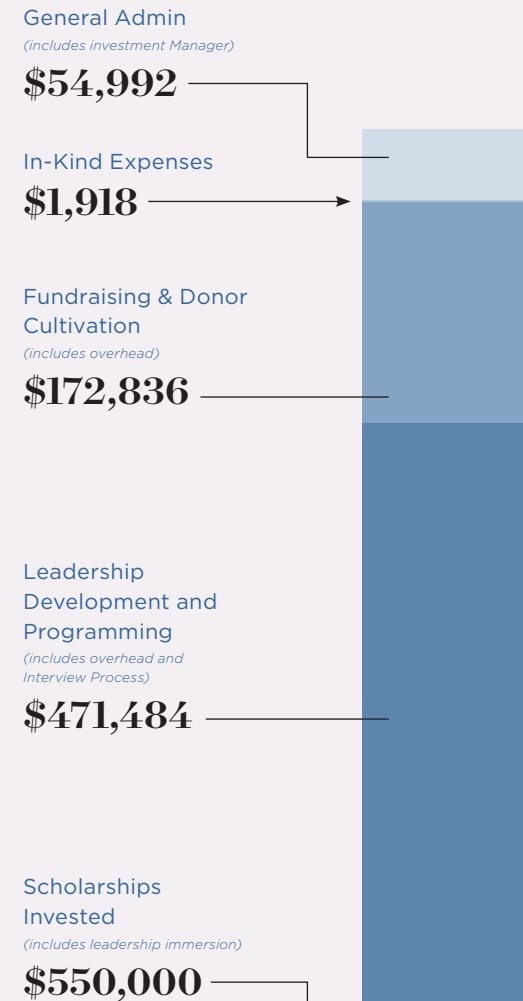 General Admin
(includes investment Manager)
$54,992
In-Kind Expenses
$1,918
Fundraising & Donor
Cultivation
(includes overhead)
$172,836
Leadership
Development and
Programming
(includes overhead and
Interview Process)
$471,484
Scholarships
Invested
(includes leadership immersion)
$550,000